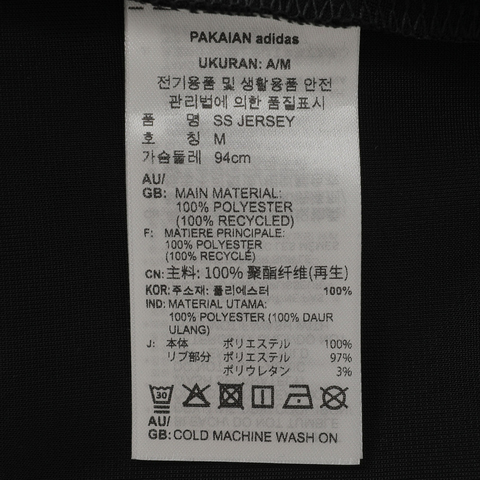 PAKAIAN adidas
UKURAN: A/M
전기용품 및 생활용품 안전
관리법에 의한 품질표시
품 명 SS JERSEY
호 칭 M
가슴둘레 94cm
AU/
GB: MAIN MATERIAL:
100% POLYESTER
(100% RECYCLED)
F: MATIERE PRINCIPALE:
100% POLYESTER
(100% RECYCLÉ)
CN: 主料: 100% 聚酯纤维(再生)
KOR: 주소재: 폴리에스터 100%
IND: MATERIAL UTAMA:
100% POLYESTER (100% DAUR
ULANG)
J: 本体 ポリエステル 100%
リブ部分 ポリエステル 97%
ポリウレタン 3%
30
AU/
GB: COLD MACHINE WASH ON